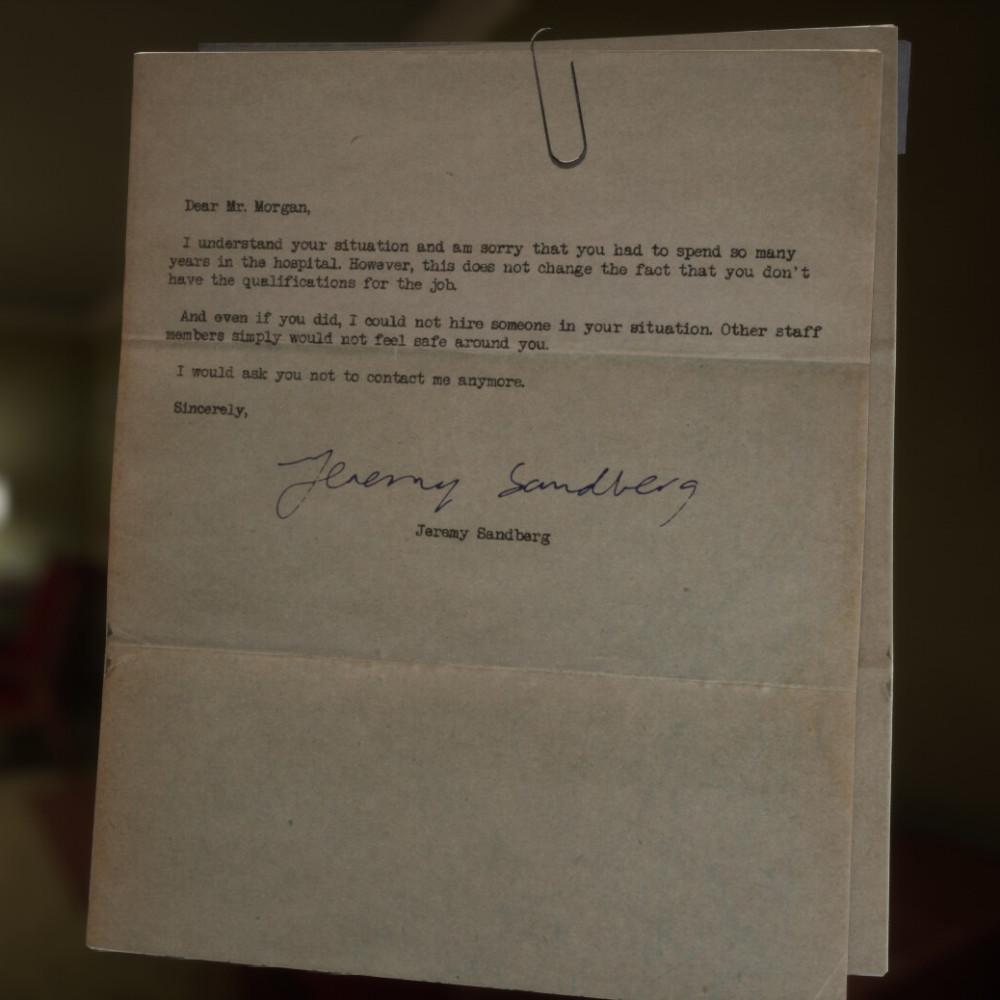 Dear Mr. Morgan,
I understand your situation and am sorry that you had to spend so many
years in the hospital. However, this does not change the fact that you don't
have the qualifications for the job.
And even if you did, I could not hire someone in your situation. Other staff
members simply would not feel safe around you.
I would ask you not to contact me anymore.
Sincerely,
Jeremy Sandberg
Jeremy Sandberg